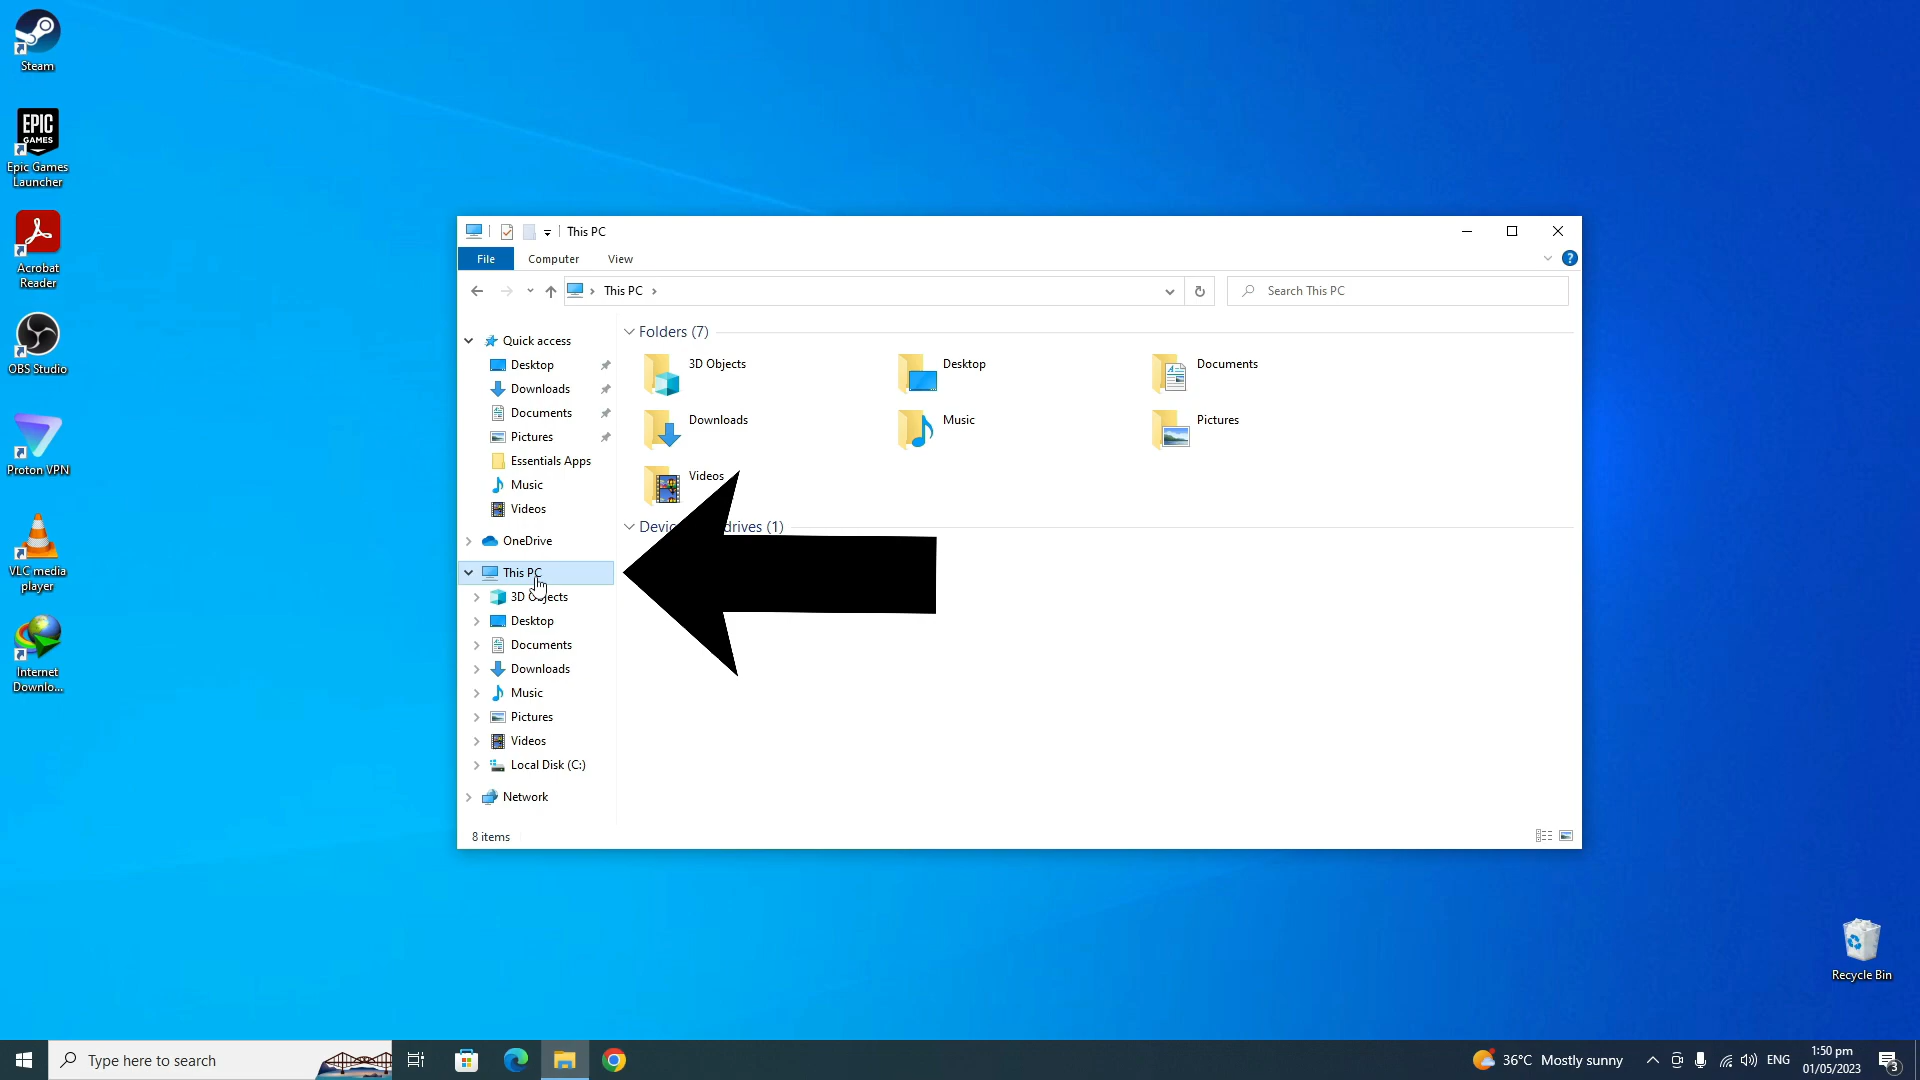 Steam
EPIC
GAMES
Epic Games
Launcher
Acrobat
Reader
OBS Studio
Proton VPN
VLC media
player
Internet
Downlo...
This PC
File
Computer
View
?
This PC
Search This PC
Quick access
Desktop
Downloads
Documents
Pictures
Essentials Apps
Music
Videos
OneDrive
This PC
3D Objects
Desktop
Documents
Downloads
Music
Pictures
Videos
Local Disk (C:)
Network
Folders (7)
3D Objects
Desktop
Documents
Downloads
Music
Pictures
Videos
drives (1)
8 items
Recycle Bin
Type here to search
36°C Mostly sunny
ENG
1:50 pm
01/05/2023
3